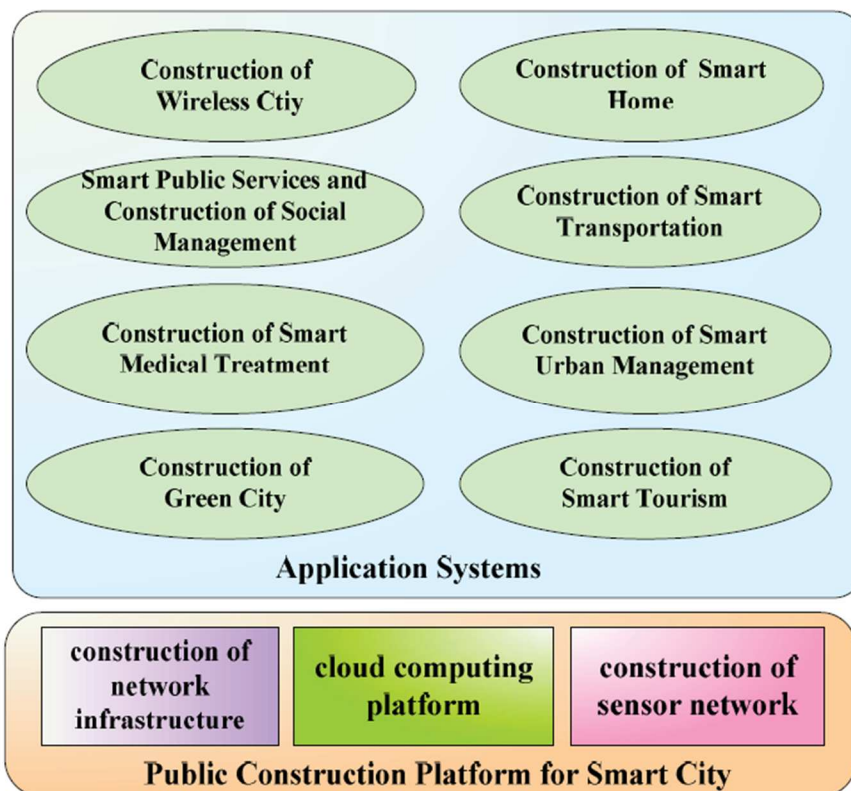 Construction of
Wireless Ctiy
Construction of Smart
Home
Smart Public Services and
Construction of Social
Management
Construction of Smart
Transportation
Construction of Smart
Medical Treatment
Construction of Smart
Urban Management
Construction of
Green City
Construction of
Smart Tourism
Application Systems
construction of
network
infrastructure
cloud computing
platform
construction of
sensor network
Public Construction Platform for Smart City